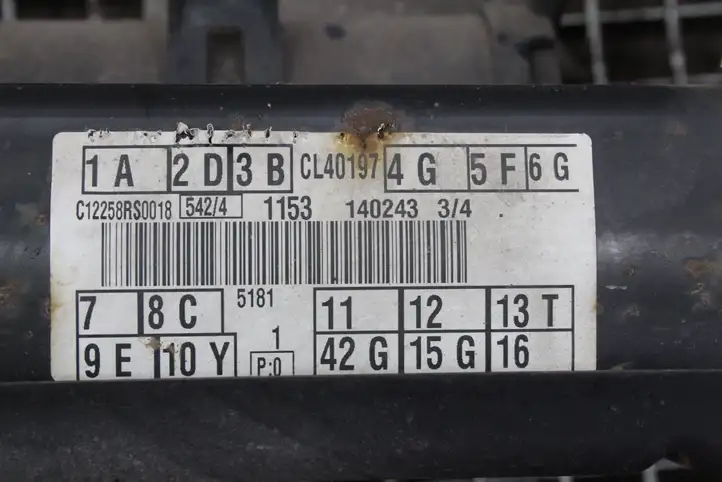 1 A 2 D 3 B CL40197 4 G 5 F 6 G
C12258RS0018 542/4 1153 140243 3/4
7 8 C 5181 11 12 13 T
9 E 10 Y 1 P:0 42 G 15 G 16